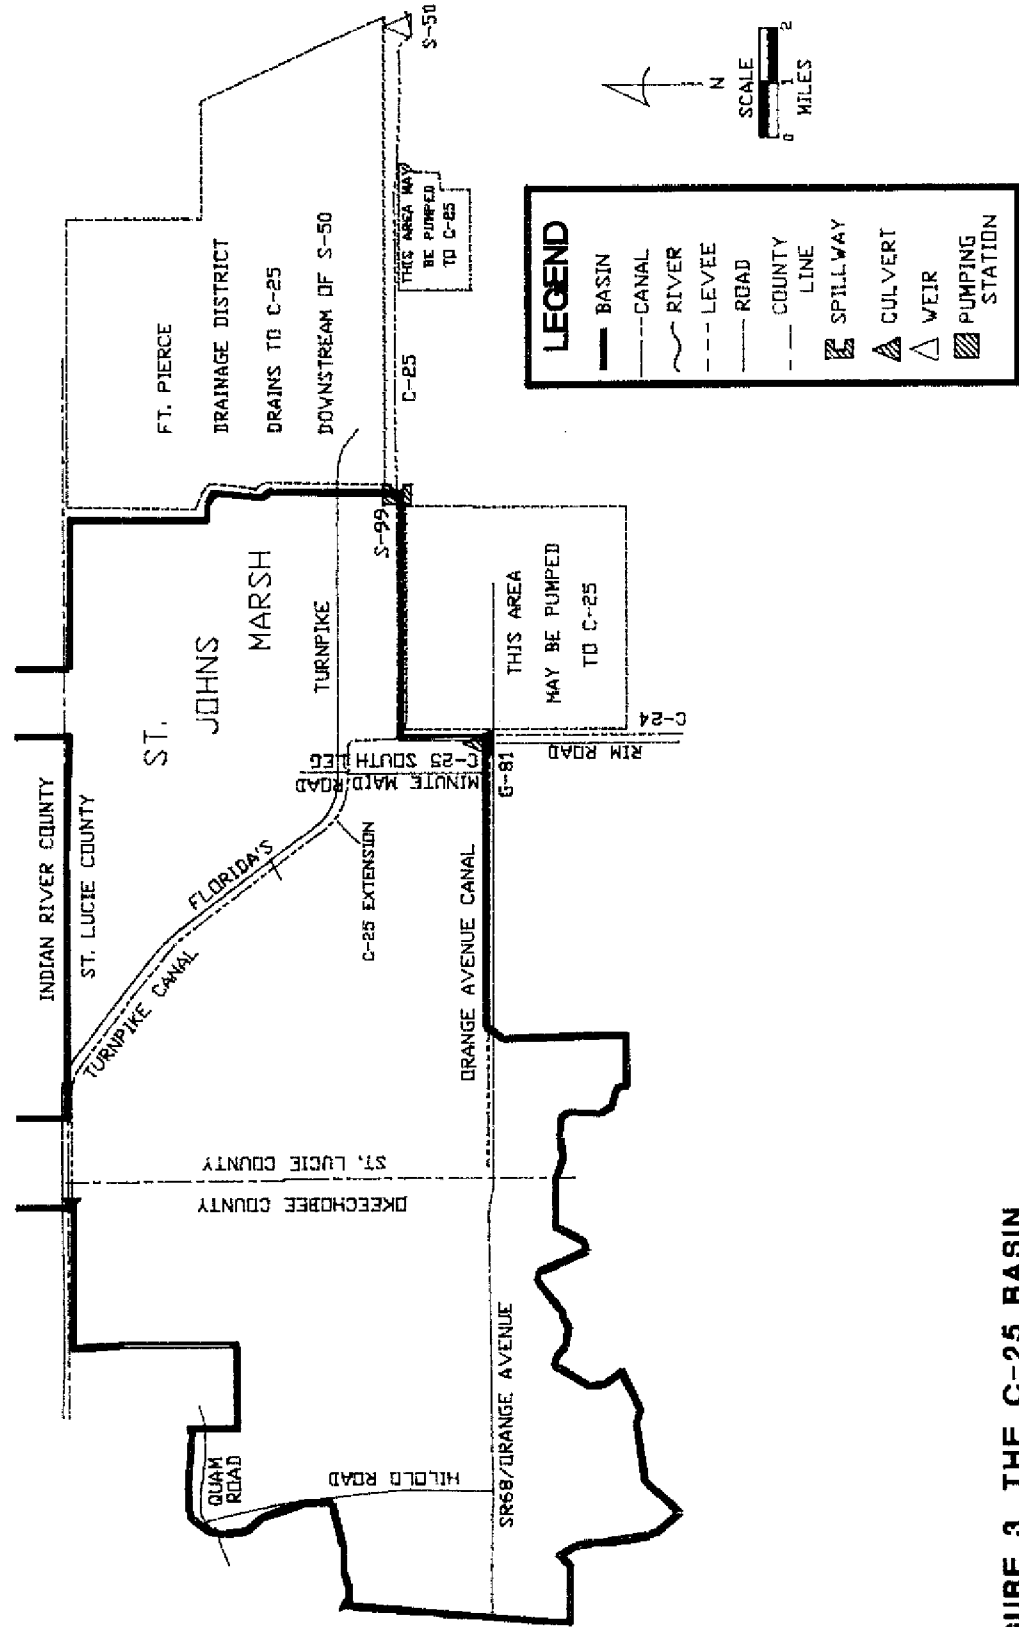 INDIAN RIVER COUNTY
ST. LUCIE COUNTY
TURNPIKE CANAL
FLORIDA'S
TURNPIKE
ST.
JOHNS
MARSH
FT. PIERCE
DRAINAGE DISTRICT
DRAINS TO C-25
DOWNSTREAM OF S-50
S-50
C-25
THIS AREA MAY
BE PUMPED
TO C-25
S-99
THIS AREA
MAY BE PUMPED
TO C-25
C-24
RIM ROAD
C-25 SOUTH LEG
MINUTE MAID ROAD
G-81
C-25 EXTENSION
ORANGE AVENUE CANAL
ST. LUCIE COUNTY
OKEECHOBEE COUNTY
QUAM
ROAD
HILOLO ROAD
SR68/ORANGE AVENUE
LEGEND
BASIN
CANAL
RIVER
LEVEE
ROAD
COUNTY
LINE
SPILLWAY
CULVERT
WEIR
PUMPING
STATION
N
SCALE
0 1 2
MILES
GURE 3. THE C-25 BASIN